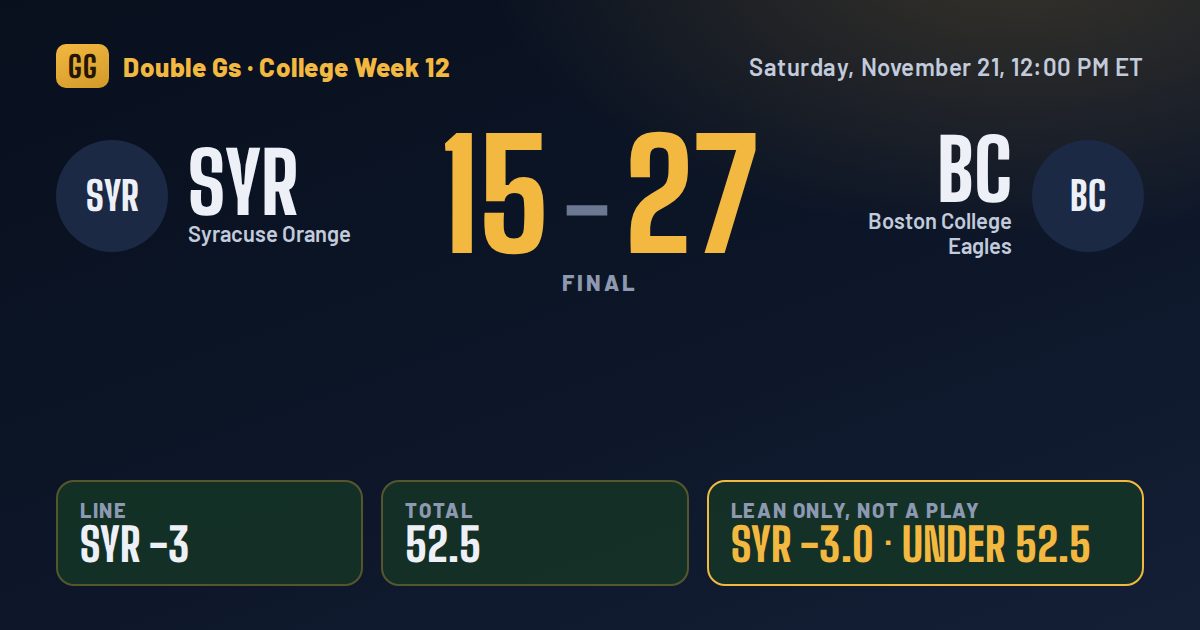 GG Double Gs · College Week 12
Saturday, November 21, 12:00 PM ET
SYR
SYR
Syracuse Orange
15 – 27
FINAL
BC
Boston College
Eagles
BC
LINE
SYR −3
TOTAL
52.5
LEAN ONLY, NOT A PLAY
SYR −3.0 · UNDER 52.5